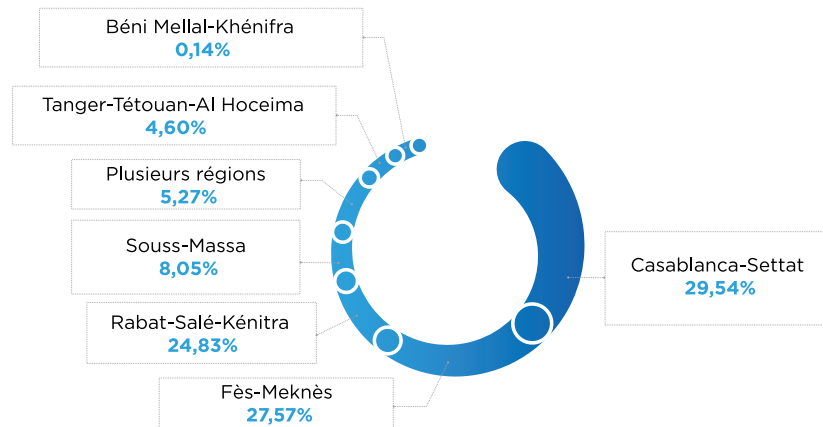 Béni Mellal-Khénifra
0,14%
Tanger-Tétouan-Al Hoceima
4,60%
Plusieurs régions
5,27%
Souss-Massa
8,05%
Rabat-Salé-Kénitra
24,83%
Fès-Meknès
27,57%
Casablanca-Settat
29,54%